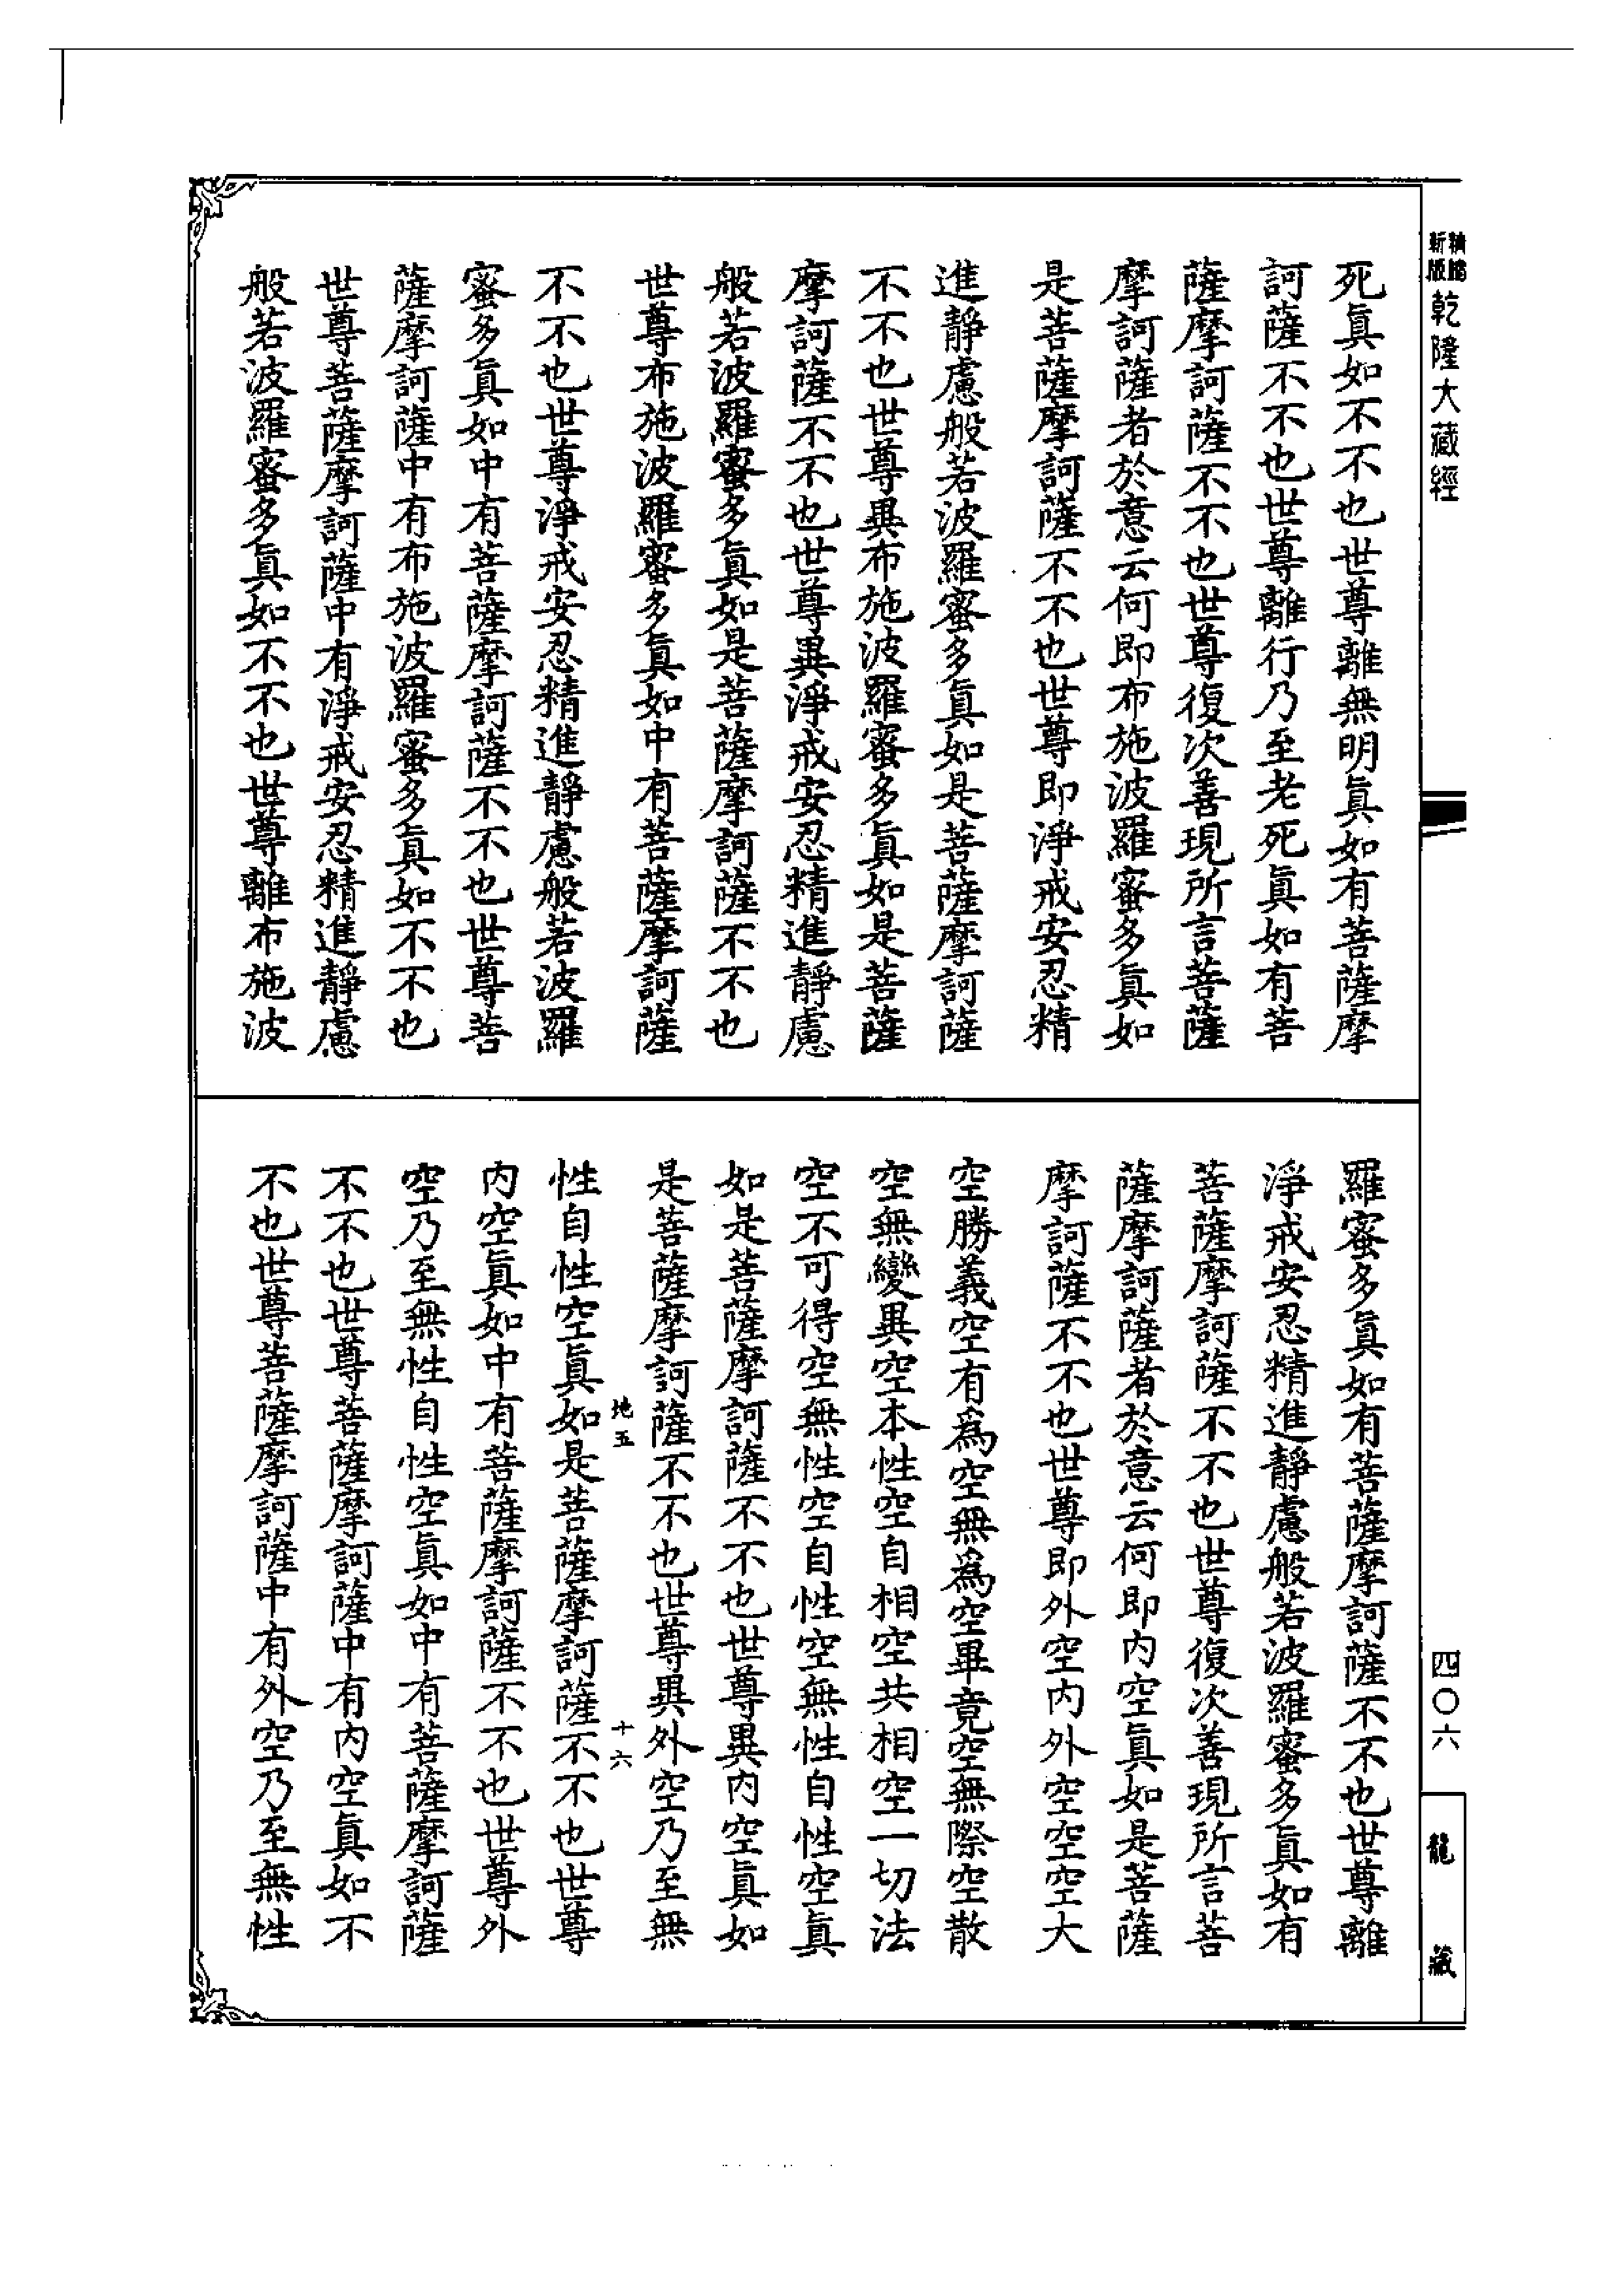 乾隆大藏經
四〇六
龍藏
死眞如不不也世尊離無明眞如有菩薩摩
訶薩不不也世尊離行乃至老死眞如有菩
薩摩訶薩不不也世尊復次善現所言菩薩
摩訶薩者於意云何即布施波羅蜜多眞如
是菩薩摩訶薩不不也世尊即淨戒安忍精
進靜慮般若波羅蜜多眞如是菩薩摩訶薩
不不也世尊異布施波羅蜜多眞如是菩薩
摩訶薩不不也世尊異淨戒安忍精進靜慮
般若波羅蜜多眞如是菩薩摩訶薩不不也
世尊布施波羅蜜多眞如中有菩薩摩訶薩
不不也世尊淨戒安忍精進靜慮般若波羅
蜜多眞如中有菩薩摩訶薩不不也世尊菩
薩摩訶薩中有布施波羅蜜多眞如不不也
世尊菩薩摩訶薩中有淨戒安忍精進靜慮
般若波羅蜜多眞如不不也世尊離布施波
羅蜜多眞如有菩薩摩訶薩不不也世尊離
淨戒安忍精進靜慮般若波羅蜜多眞如有
菩薩摩訶薩不不也世尊復次善現所言菩
薩摩訶薩者於意云何即內空眞如是菩薩
摩訶薩不不也世尊即外空內外空空空大
空勝義空有爲空無爲空畢竟空無際空散
空無變異空本性空自相空共相空一切法
空不可得空無性空自性空無性自性空眞
如是菩薩摩訶薩不不也世尊異內空眞如
是菩薩摩訶薩不不也世尊異外空乃至無
地五 十六
性自性空眞如是菩薩摩訶薩不不也世尊
內空眞如中有菩薩摩訶薩不不也世尊外
空乃至無性自性空眞如中有菩薩摩訶薩
不不也世尊菩薩摩訶薩中有內空眞如不
不也世尊菩薩摩訶薩中有外空乃至無性